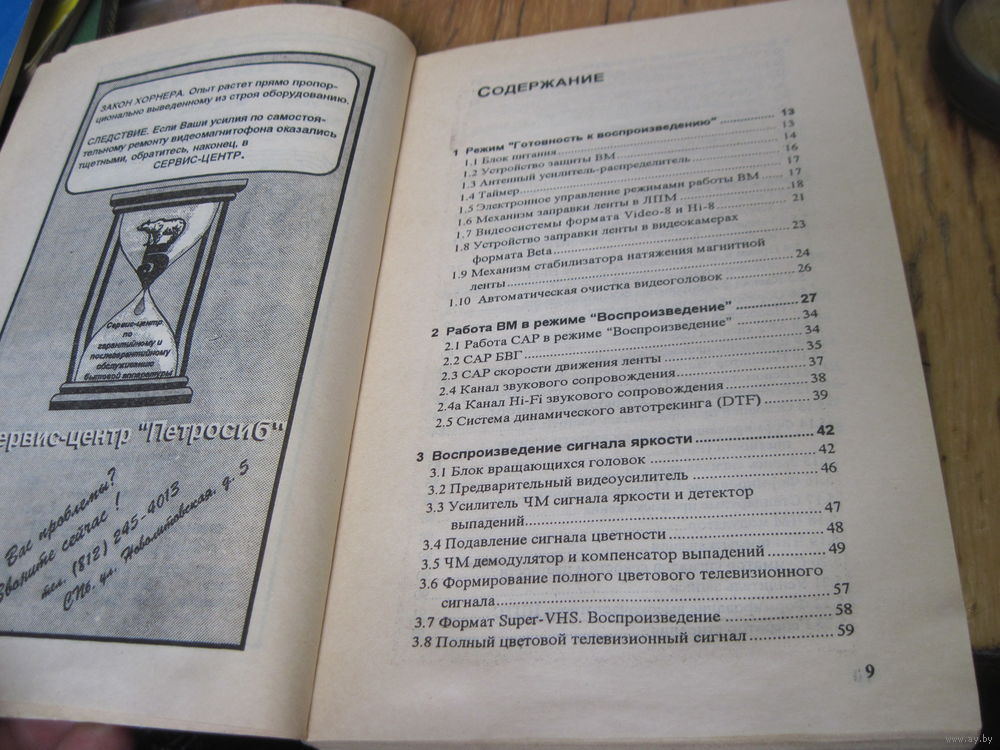 ЗАКОН ХОРНЕРА. Опыт растет прямо пропор-
ционально выведенному из строя оборудованию.
СЛЕДСТВИЕ. Если Ваши усилия по самостоя-
тельному ремонту видеомагнитофона оказались
тщетными, обратитесь, наконец, в
СЕРВИС-ЦЕНТР.
Сервис-центр
по
гарантийному и
послегарантийному
обслуживанию
бытовой аппаратуры
ервис-центр "Петросиб"
Вас проблемы?
Звоните сейчас !
тел. (812) 245-4013
СПб. ул. Новолитовская. д. 5
СОДЕРЖАНИЕ
1 Режим "Готовность к воспроизведению" 13
1.1 Блок питания 13
1.2 Устройство защиты ВМ 14
1.3 Антенный усилитель-распределитель 16
1.4 Таймер 17
1.5 Электронное управление режимами работы ВМ 17
1.6 Механизм заправки ленты в ЛПМ 18
1.7 Видеосистемы формата Video-8 и Hi-8 21
1.8 Устройство заправки ленты в видеокамерах
формата Beta 23
1.9 Механизм стабилизатора натяжения магнитной
ленты 24
1.10 Автоматическая очистка видеоголовок 26
2 Работа ВМ в режиме "Воспроизведение" 27
2.1 Работа САР в режиме "Воспроизведение" 34
2.2 САР БВГ 34
2.3 САР скорости движения ленты 35
2.4 Канал звукового сопровождения 37
2.4а Канал Hi-Fi звукового сопровождения 38
2.5 Система динамического автотрекинга (DTF) 39
3 Воспроизведение сигнала яркости 42
3.1 Блок вращающихся головок 42
3.2 Предварительный видеоусилитель 46
3.3 Усилитель ЧМ сигнала яркости и детектор
выпадений 47
3.4 Подавление сигнала цветности 48
3.5 ЧМ демодулятор и компенсатор выпадений 49
3.6 Формирование полного цветового телевизионного
сигнала 57
3.7 Формат Super-VHS. Воспроизведение 58
3.8 Полный цветовой телевизионный сигнал 59
9
www.ay.by